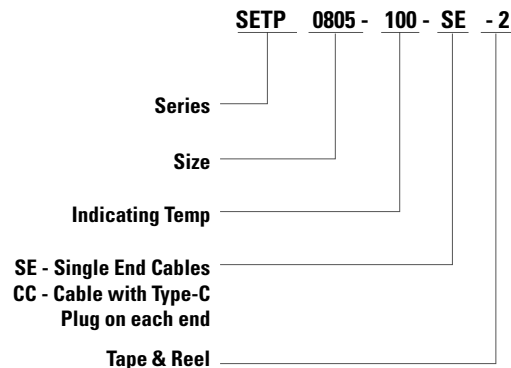 SETP 0805 - 100 - SE - 2
Series
Size
Indicating Temp
SE - Single End Cables
CC - Cable with Type-C
Plug on each end
Tape & Reel